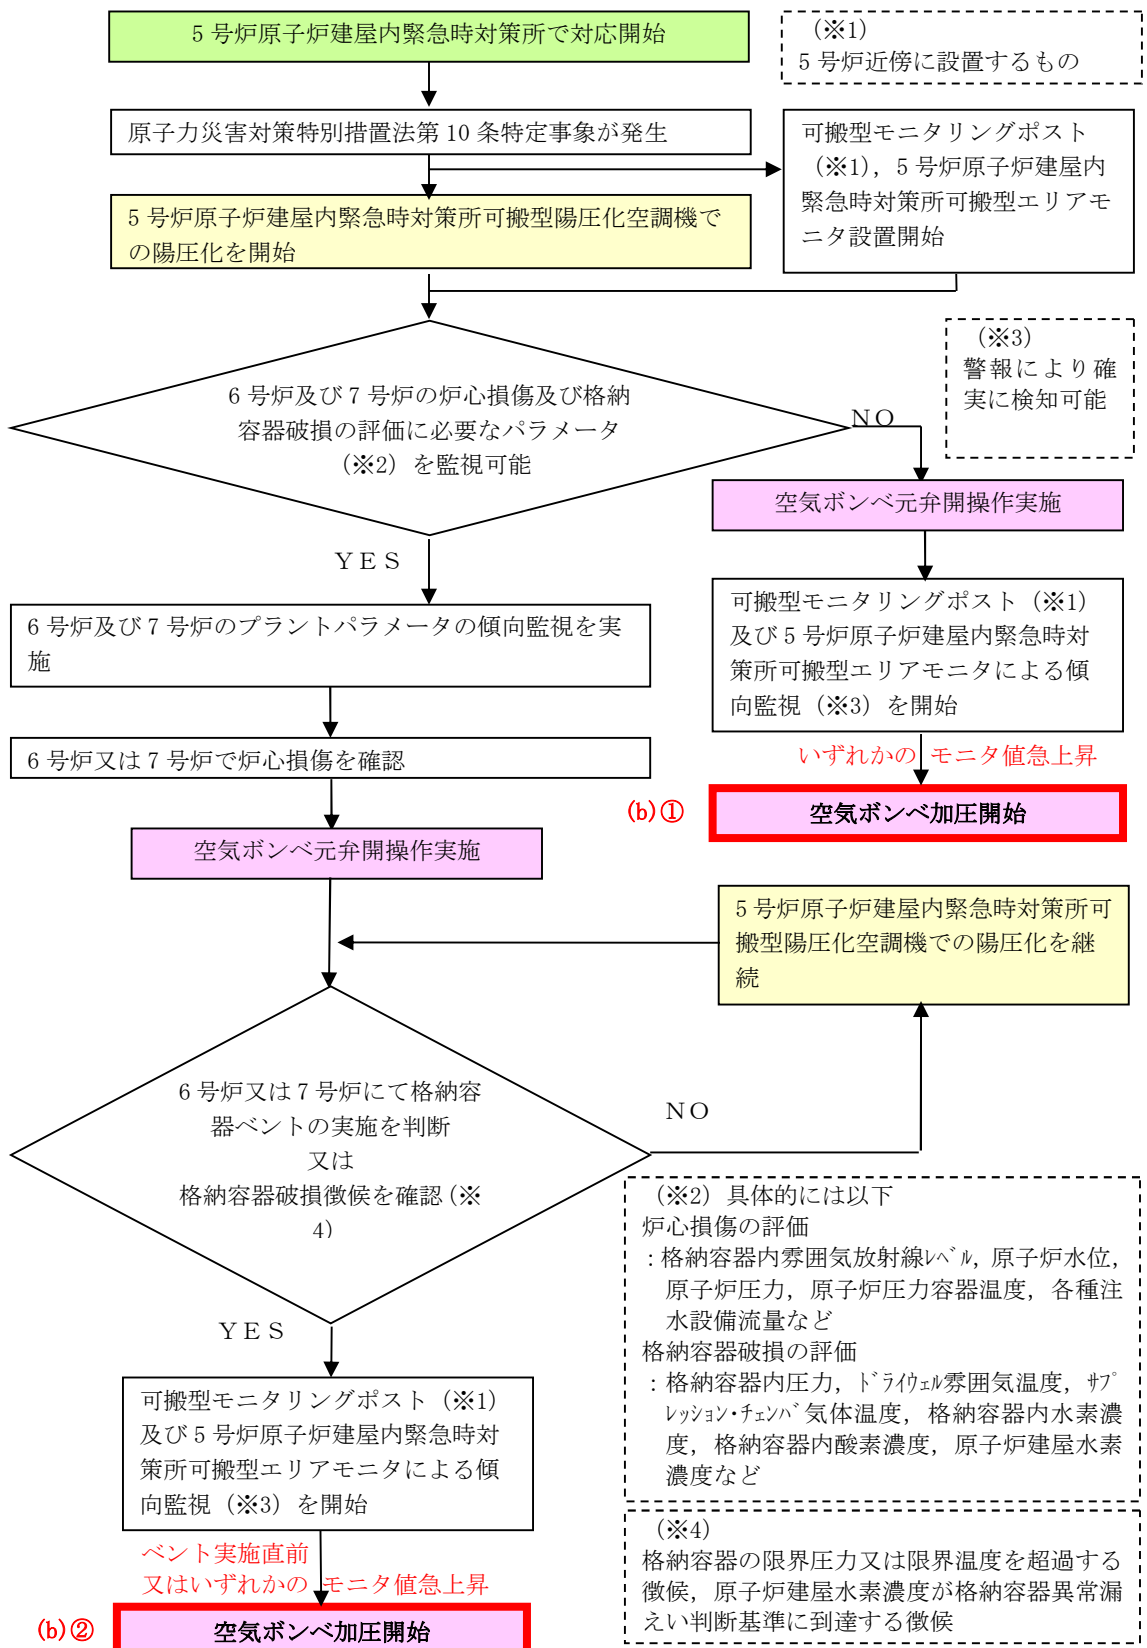 5号炉原子炉建屋内緊急時対策所で対応開始
(※1)
5号炉近傍に設置するもの
原子力災害対策特別措置法第10条特定事象が発生
可搬型モニタリングポスト
(※1)，5号炉原子炉建屋内
緊急時対策所可搬型エリアモ
ニタ設置開始
5号炉原子炉建屋内緊急時対策所可搬型陽圧化空調機で
の陽圧化を開始
(※3)
警報により確
実に検知可能
6号炉及び7号炉の炉心損傷及び格納
容器破損の評価に必要なパラメータ
(※2) を監視可能
ＮＯ
ＹＥＳ
空気ボンベ元弁開操作実施
可搬型モニタリングポスト (※1)
及び5号炉原子炉建屋内緊急時対
策所可搬型エリアモニタによる傾
向監視 (※3) を開始
いずれかの モニタ値急上昇
(b)①
空気ボンベ加圧開始
6号炉及び7号炉のプラントパラメータの傾向監視を実
施
6号炉又は7号炉で炉心損傷を確認
空気ボンベ元弁開操作実施
5号炉原子炉建屋内緊急時対策所可
搬型陽圧化空調機での陽圧化を継
続
6号炉又は7号炉にて格納容
器ベントの実施を判断
又は
格納容器破損徴候を確認(※
4)
ＮＯ
ＹＥＳ
(※2) 具体的には以下
炉心損傷の評価
：格納容器内雰囲気放射線ﾚﾍﾞﾙ，原子炉水位，
原子炉圧力，原子炉圧力容器温度，各種注
水設備流量など
格納容器破損の評価
：格納容器内圧力，ﾄﾞﾗｲｳｪﾙ雰囲気温度，ｻﾌﾟ
ﾚｯｼｮﾝ･ﾁｪﾝﾊﾞ気体温度，格納容器内水素濃
度，格納容器内酸素濃度，原子炉建屋水素
濃度など
可搬型モニタリングポスト (※1)
及び5号炉原子炉建屋内緊急時対
策所可搬型エリアモニタによる傾
向監視 (※3) を開始
ベント実施直前
又はいずれかの モニタ値急上昇
(b)②
空気ボンベ加圧開始
(※4)
格納容器の限界圧力又は限界温度を超過する
徴候，原子炉建屋水素濃度が格納容器異常漏
えい判断基準に到達する徴候